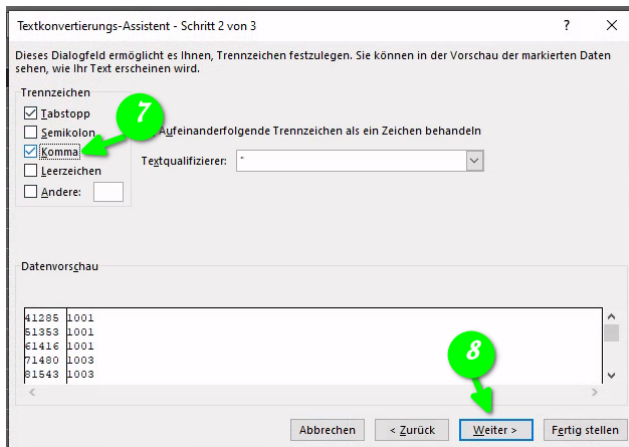 Textkonvertierungs-Assistent - Schritt 2 von 3
Dieses Dialogfeld ermöglicht es Ihnen, Trennzeichen festzulegen. Sie können in der Vorschau der markierten Daten
sehen, wie Ihr Text erscheinen wird.
Trennzeichen
Tabstopp
7
Semikolon
Aufeinanderfolgende Trennzeichen als ein Zeichen behandeln
Komma
Textqualifizierer: "
Leerzeichen
Andere:
Datenvorschau
41285 1001
51353 1001
61416 1001
71480 1003
81543 1003
8
Abbrechen < Zurück Weiter > Fertig stellen